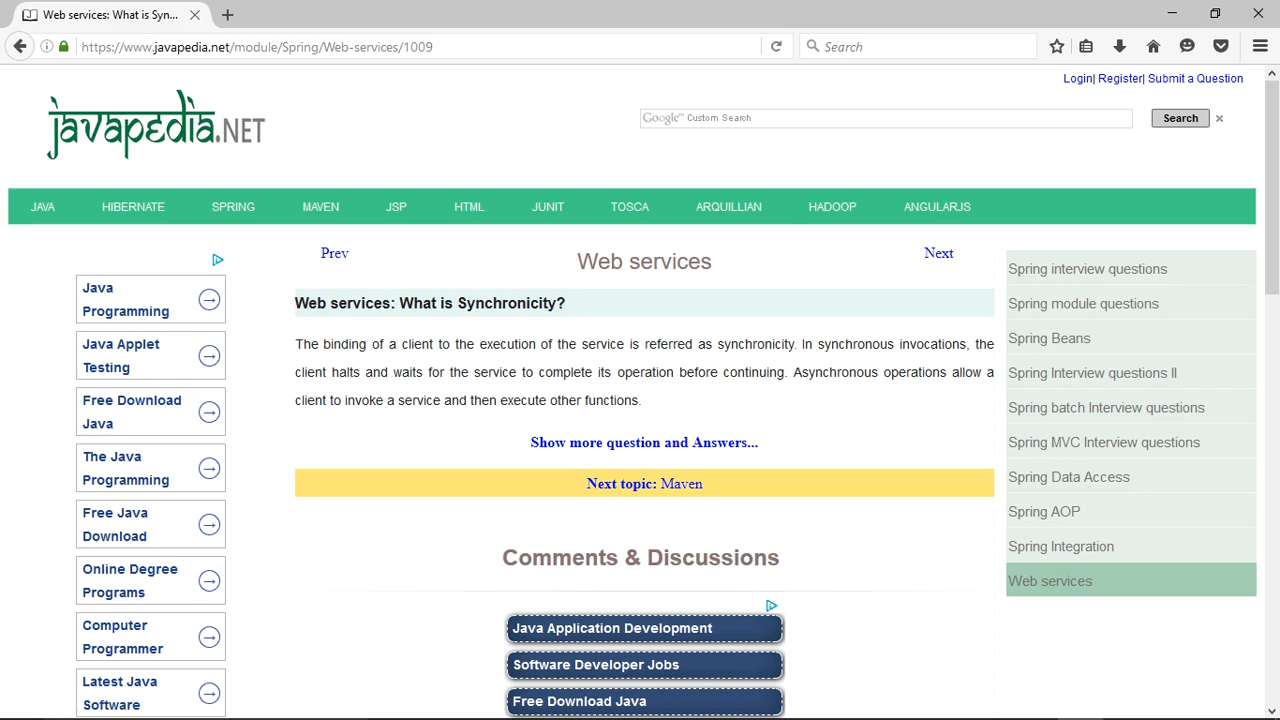 Web services: What is Syn...
https://www.javapedia.net/module/Spring/Web-services/1009
Search
Login| Register| Submit a Question
javapedia.NET
Google™ Custom Search
Search
JAVA HIBERNATE SPRING MAVEN JSP HTML JUNIT TOSCA ARQUILLIAN HADOOP ANGULARJS
Java
Programming
Java Applet
Testing
Free Download
Java
The Java
Programming
Free Java
Download
Online Degree
Programs
Computer
Programmer
Latest Java
Software
Prev
Web services
Next
Web services: What is Synchronicity?
The binding of a client to the execution of the service is referred as synchronicity. In synchronous invocations, the
client halts and waits for the service to complete its operation before continuing. Asynchronous operations allow a
client to invoke a service and then execute other functions.
Show more question and Answers...
Next topic: Maven
Comments & Discussions
Java Application Development
Software Developer Jobs
Free Download Java
Spring interview questions
Spring module questions
Spring Beans
Spring Interview questions II
Spring batch Interview questions
Spring MVC Interview questions
Spring Data Access
Spring AOP
Spring Integration
Web services